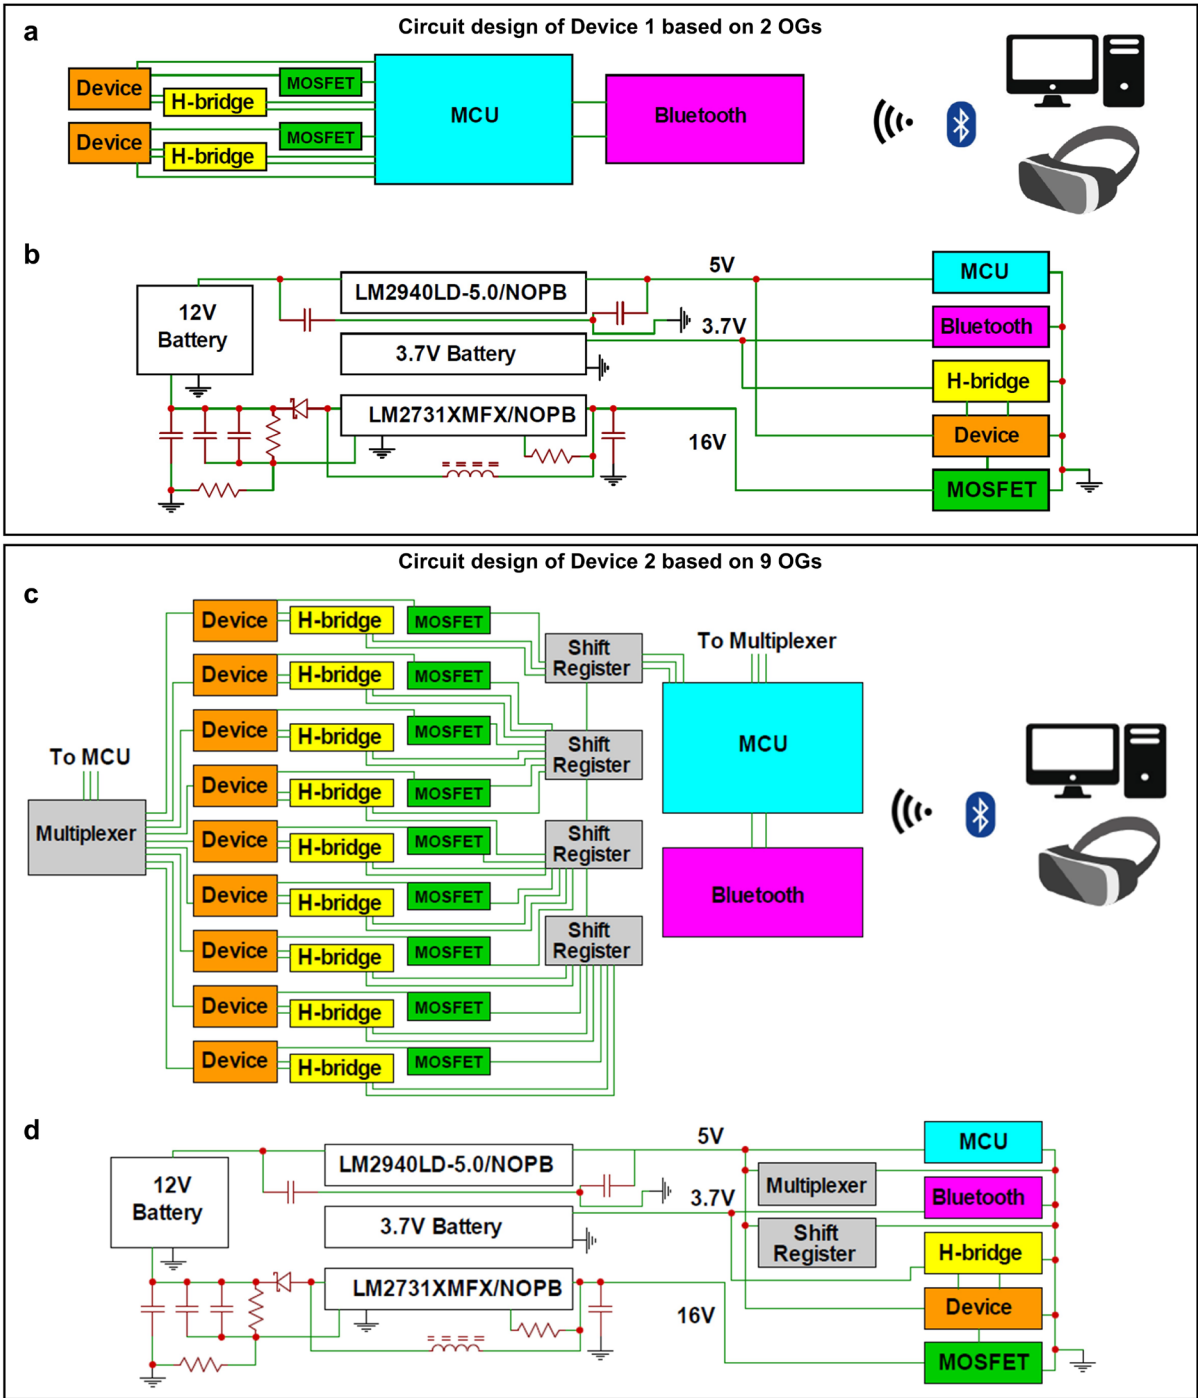 a
Circuit design of Device 1 based on 2 OGs
Device
MOSFET
H-bridge
Device
MOSFET
H-bridge
MCU
Bluetooth
b
12V
Battery
LM2940LD-5.0/NOPB
3.7V Battery
LM2731XMFX/NOPB
5V
3.7V
16V
MCU
Bluetooth
H-bridge
Device
MOSFET
Circuit design of Device 2 based on 9 OGs
c
To MCU
Multiplexer
Device
H-bridge
MOSFET
Device
H-bridge
MOSFET
Device
H-bridge
MOSFET
Device
H-bridge
MOSFET
Device
H-bridge
MOSFET
Device
H-bridge
MOSFET
Device
H-bridge
MOSFET
Device
H-bridge
MOSFET
Device
H-bridge
MOSFET
Shift
Register
Shift
Register
Shift
Register
Shift
Register
To Multiplexer
MCU
Bluetooth
d
12V
Battery
LM2940LD-5.0/NOPB
3.7V Battery
LM2731XMFX/NOPB
5V
3.7V
16V
Multiplexer
Shift
Register
MCU
Bluetooth
H-bridge
Device
MOSFET